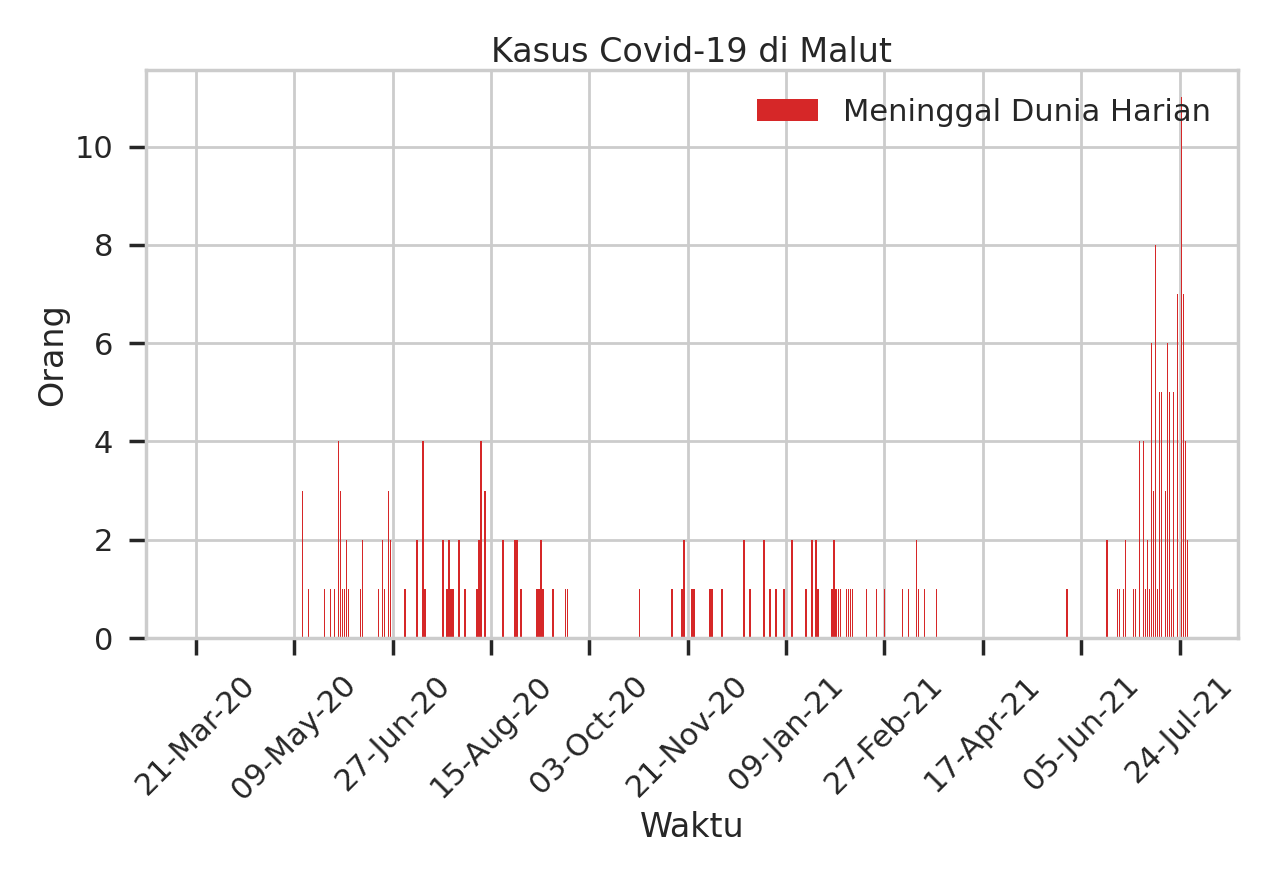 Kasus Covid-19 di Malut
Meninggal Dunia Harian
10
8
6
4
2
0
Orang
21-Mar-20
09-May-20
27-Jun-20
15-Aug-20
03-Oct-20
21-Nov-20
09-Jan-21
27-Feb-21
17-Apr-21
05-Jun-21
24-Jul-21
Waktu